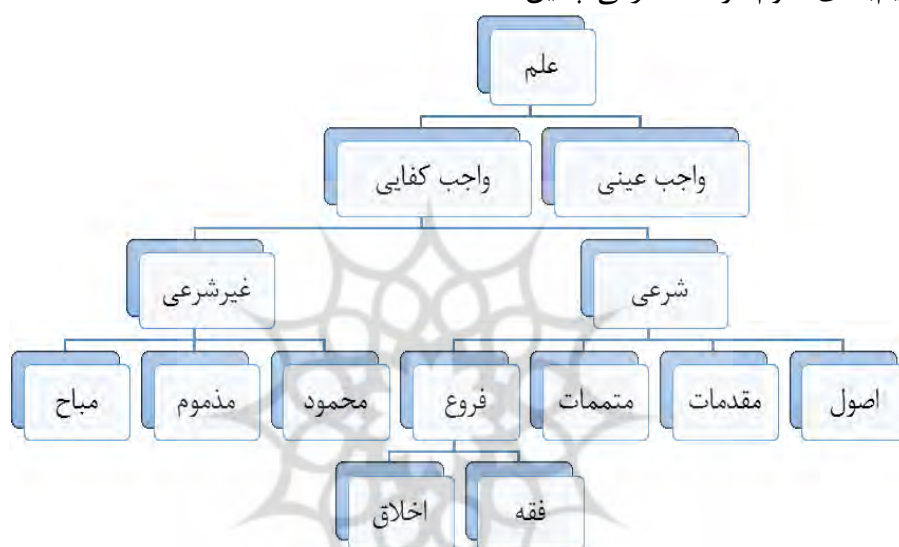 علم
واجب عینی
واجب کفایی
شرعی
غیرشرعی
اصول
مقدمات
متممات
فروع
محمود
مذموم
مباح
فقه
اخلاق